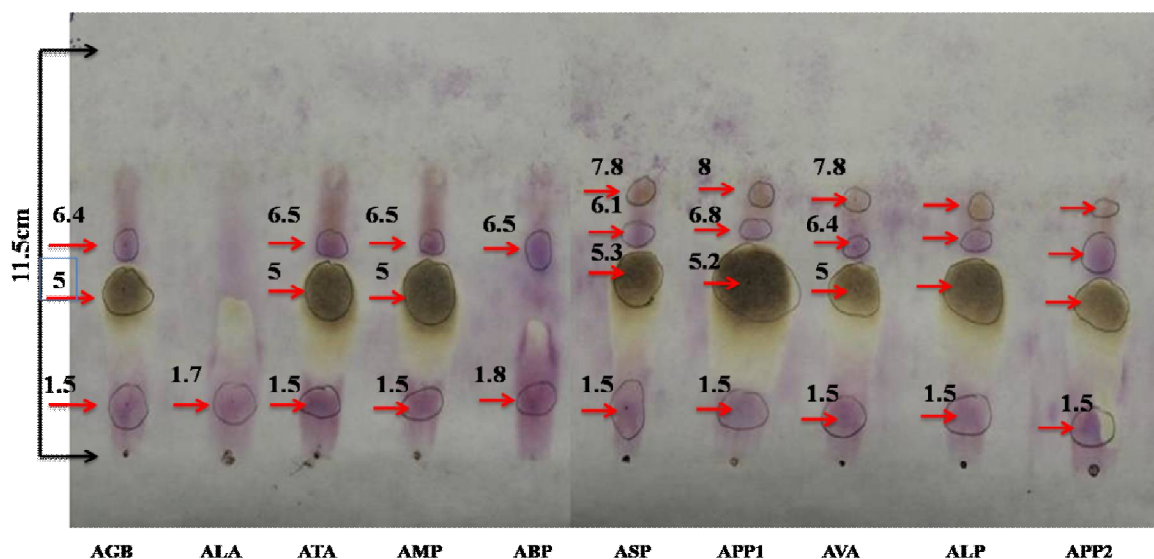 7.8 8 7.8
6.4 6.5 6.5 6.5 6.1 6.8 6.4
11.5cm
5 5 5 5.3 5.2 5
1.5 1.7 1.5 1.5 1.8 1.5 1.5 1.5 1.5 1.5
AGB ALA ATA AMP ABP ASP APP1 AVA ALP APP2